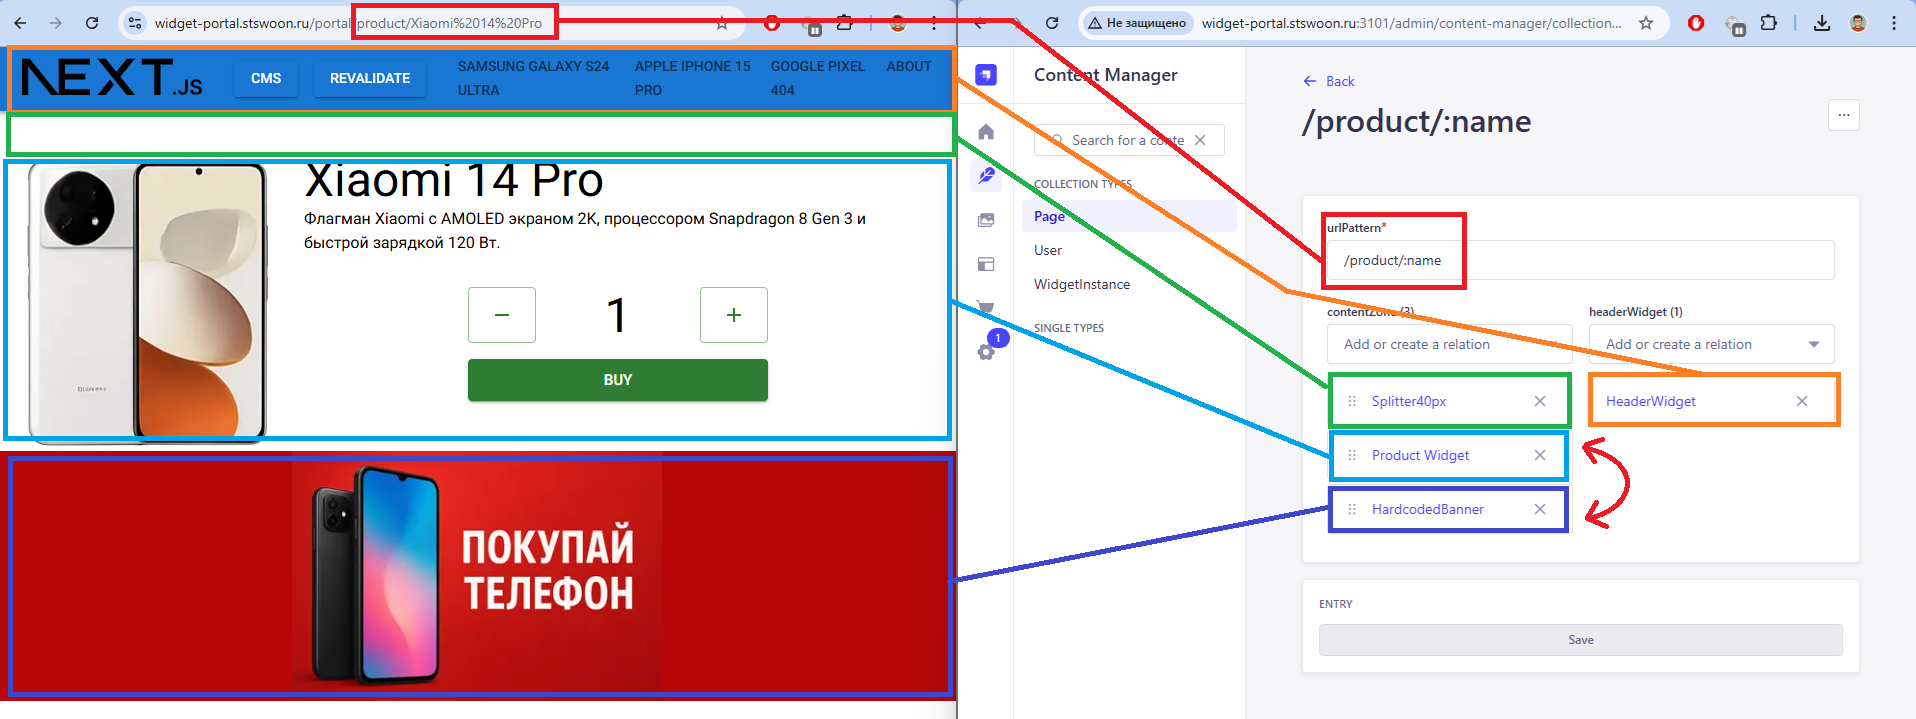 widget-portal.stswoon.ru/portal/product/Xiaomi%2014%20Pro
NEXT.JS
CMS
REVALIDATE
SAMSUNG GALAXY S24
ULTRA
APPLE IPHONE 15
PRO
GOOGLE PIXEL
404
ABOUT
Xiaomi 14 Pro
Флагман Xiaomi с AMOLED экраном 2K, процессором Snapdragon 8 Gen 3 и
быстрой зарядкой 120 Вт.
−
1
+
BUY
ПОКУПАЙ
ТЕЛЕФОН
Не защищено
widget-portal.stswoon.ru:3101/admin/content-manager/collection...
Content Manager
Search for a conte
COLLECTION TYPES
Page
User
WidgetInstance
SINGLE TYPES
1
Back
/product/:name
...
urlPattern*
/product/:name
contentZone (3)
Add or create a relation
Splitter40px
Product Widget
HardcodedBanner
headerWidget (1)
Add or create a relation
HeaderWidget
ENTRY
Save